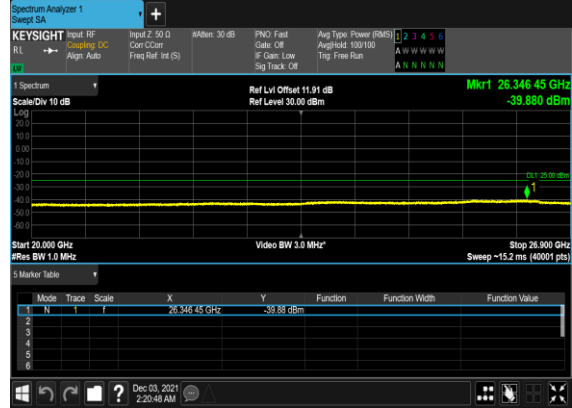 Spectrum Analyzer 1
Swept SA
+
KEYSIGHT
RL
Input: RF
Coupling: DC
Align: Auto
Input Z: 50 Ω
Corr CCorr
Freq Ref: Int (S)
#Atten: 30 dB
PNO: Fast
Gate: Off
IF Gain: Low
Sig Track: Off
Avg Type: Power (RMS)
Avg|Hold: 100/100
Trig: Free Run
1 2 3 4 5 6
A W W W W W
A N N N N N
1 Spectrum
Scale/Div 10 dB
Ref Lvl Offset 11.91 dB
Ref Level 30.00 dBm
Mkr1 26.346 45 GHz
-39.880 dBm
Log
20.0
10.0
0.00
-10.0
-20.0
-30.0
-40.0
-50.0
-60.0
DL1 -25.00 dBm
1
Start 20.000 GHz
#Res BW 1.0 MHz
Video BW 3.0 MHz*
Stop 26.900 GHz
Sweep ~15.2 ms (40001 pts)
5 Marker Table
Mode Trace Scale X Y Function Function Width Function Value
1 N 1 f 26.346 45 GHz -39.88 dBm
2
3
4
5
6
?
Dec 03, 2021
2:20:48 AM